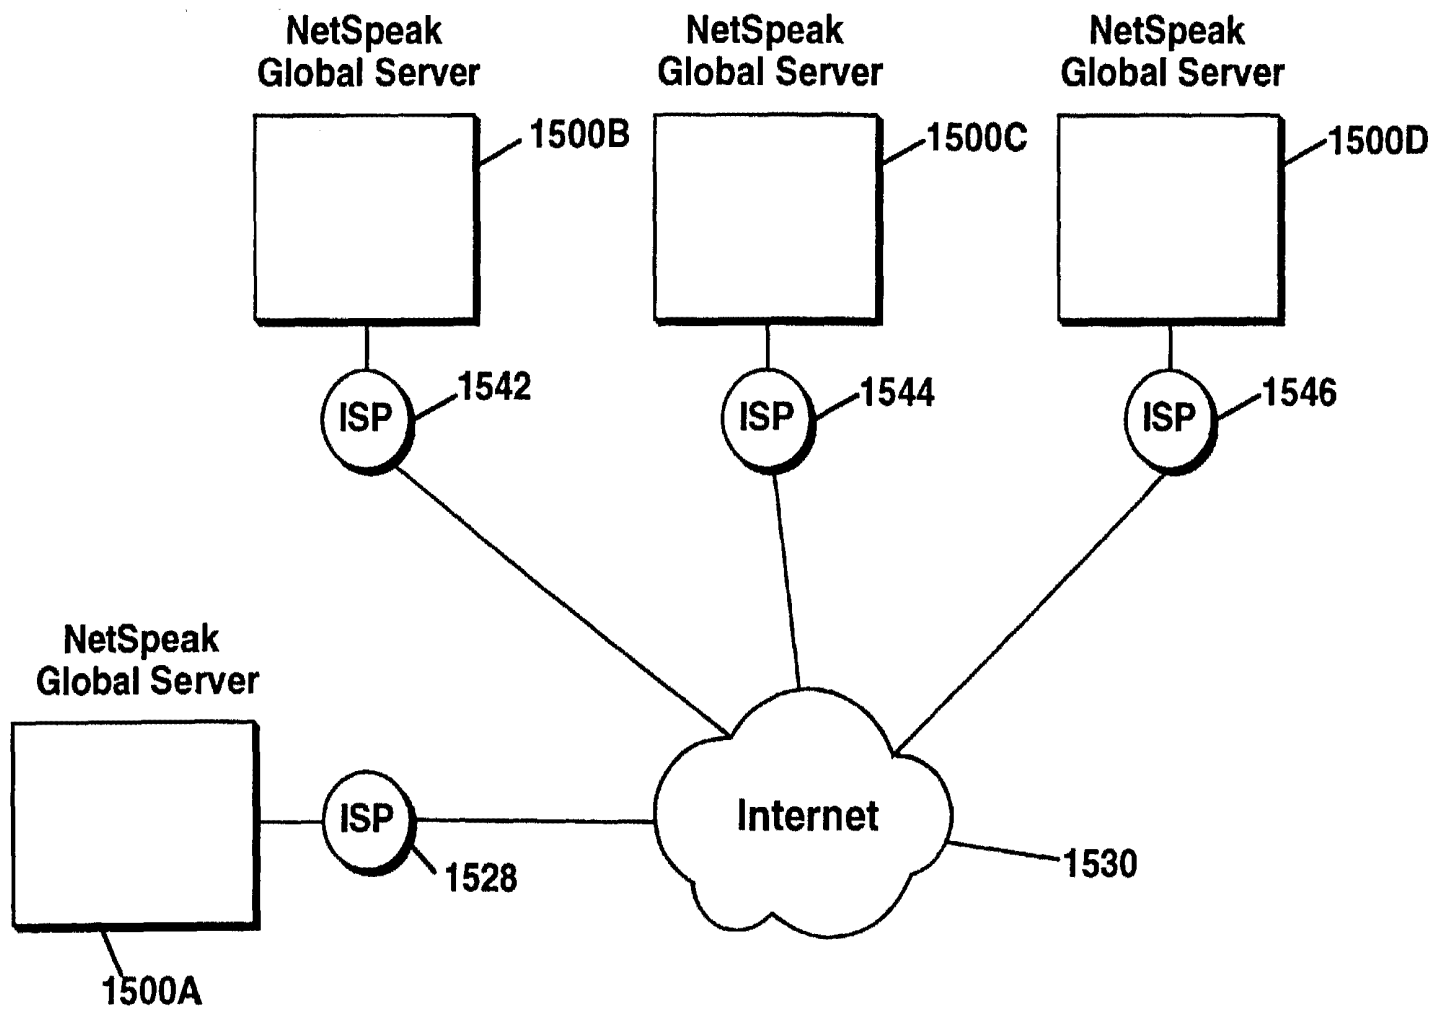 NetSpeak
Global Server
NetSpeak
Global Server
NetSpeak
Global Server
1500B
1500C
1500D
1542
1544
1546
ISP
ISP
ISP
NetSpeak
Global Server
ISP
Internet
1528
1530
1500A